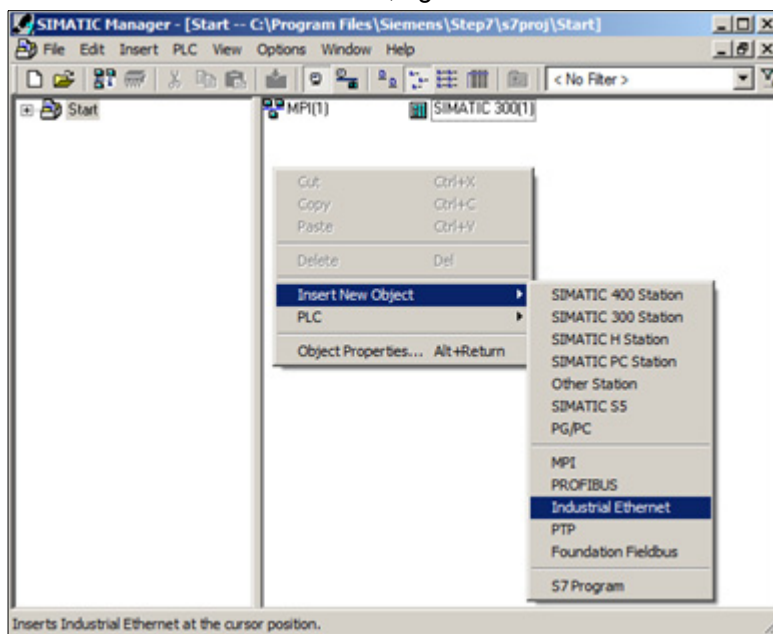 SIMATIC Manager - [Start -- C:\Program Files\Siemens\Step7\s7proj\Start]
File Edit Insert PLC View Options Window Help
< No Filter >
Start
MPI(1) SIMATIC 300(1)
Cut Ctrl+X
Copy Ctrl+C
Paste Ctrl+V
Delete Del
Insert New Object
PLC
Object Properties... Alt+Return
SIMATIC 400 Station
SIMATIC 300 Station
SIMATIC H Station
SIMATIC PC Station
Other Station
SIMATIC S5
PG/PC
MPI
PROFIBUS
Industrial Ethernet
PTP
Foundation Fieldbus
S7 Program
Inserts Industrial Ethernet at the cursor position.